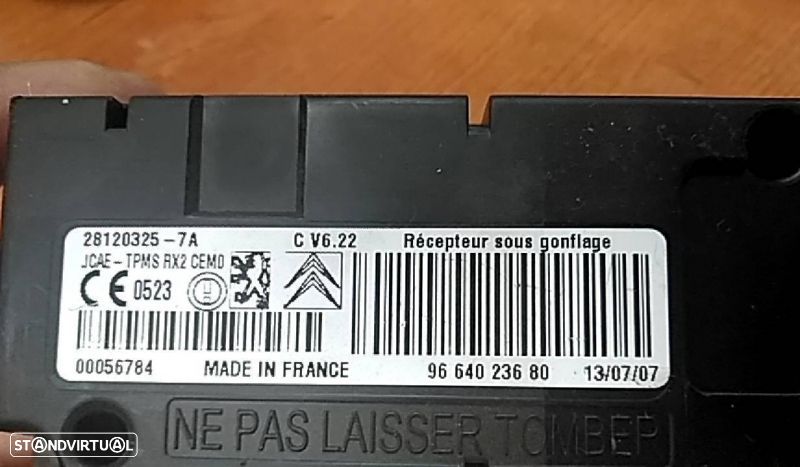 28120325-7A C V6.22 Récepteur sous gonflage
JCAE-TPMS RX2 CEM0
CE 0523
00056784 MADE IN FRANCE 96 640 236 80 13/07/07
NE PAS LAISSER TOMBER
STANDVIRTUAL